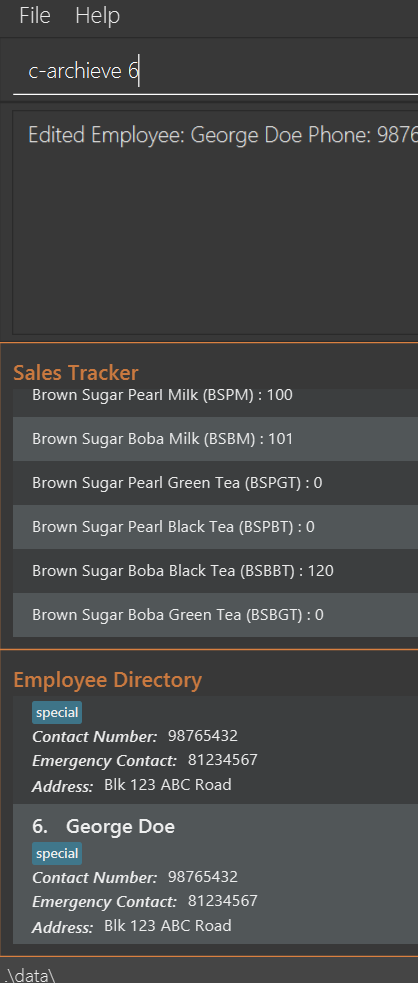 File Help
c-archieve 6
Edited Employee: George Doe Phone: 9876
Sales Tracker
Brown Sugar Pearl Milk (BSPM) : 100
Brown Sugar Boba Milk (BSBM) : 101
Brown Sugar Pearl Green Tea (BSPGT) : 0
Brown Sugar Pearl Black Tea (BSPBT) : 0
Brown Sugar Boba Black Tea (BSBBT) : 120
Brown Sugar Boba Green Tea (BSBGT) : 0
Employee Directory
special
Contact Number: 98765432
Emergency Contact: 81234567
Address: Blk 123 ABC Road
6. George Doe
special
Contact Number: 98765432
Emergency Contact: 81234567
Address: Blk 123 ABC Road
.\data\